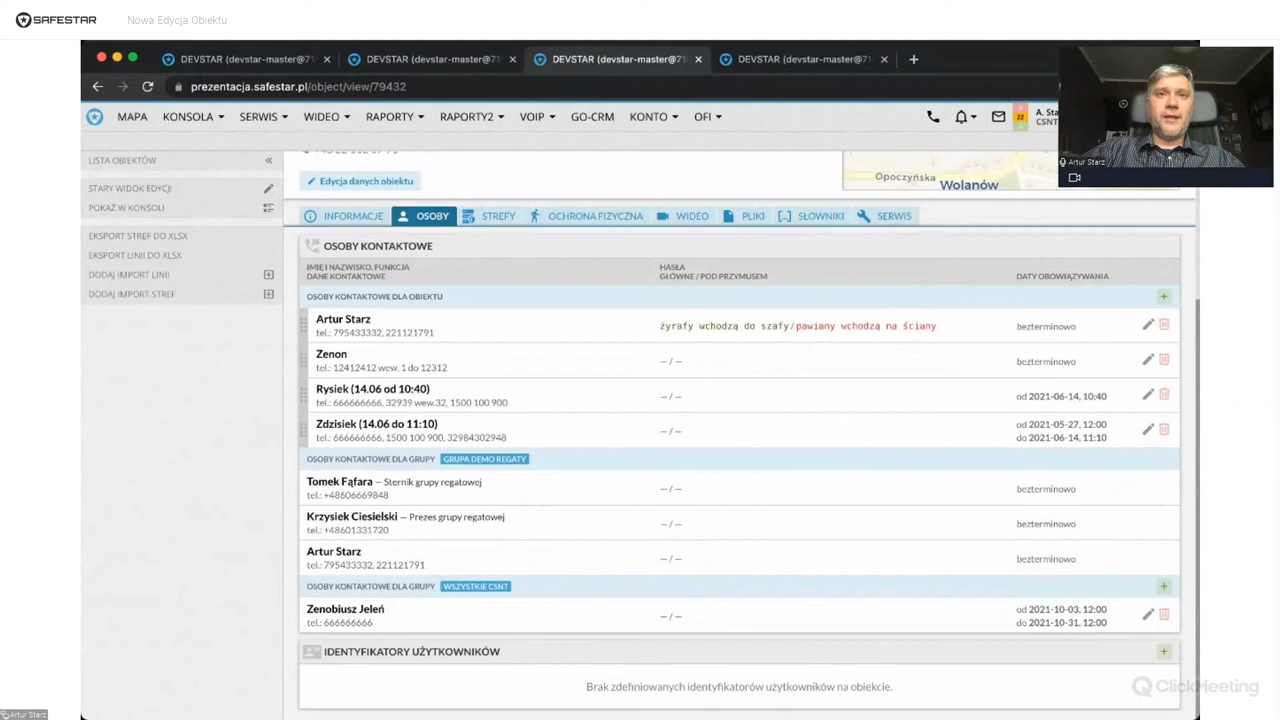 SAFESTAR
Nowa Edycja Obiektu
DEVSTAR (devstar-master@71
DEVSTAR (devstar-master@71
DEVSTAR (devstar-master@71
DEVSTAR (devstar-master@71
prezentacja.safestar.pl/object/view/79432
MAPA KONSOLA SERWIS WIDEO RAPORTY RAPORTY2 VOIP GO-CRM KONTO OFI
22
A. Sta
CSNT
Artur Starz
LISTA OBIEKTÓW
STARY WIDOK EDYCJI
POKAŻ W KONSOLI
EKSPORT STREF DO XLSX
EKSPORT LINII DO XLSX
DODAJ IMPORT LINII
DODAJ IMPORT STREF
Edycja danych obiektu
Opoczyńska
Wolanów
INFORMACJE OSOBY STREFY OCHRONA FIZYCZNA WIDEO PLIKI SŁOWNIKI SERWIS
OSOBY KONTAKTOWE
IMIĘ I NAZWISKO, FUNKCJA
DANE KONTAKTOWE
HASŁA
GŁÓWNE / POD PRZYMUSEM
DATY OBOWIĄZYWANIA
OSOBY KONTAKTOWE DLA OBIEKTU
Artur Starz
tel.: 795433332, 221121791
żyrafy wchodzą do szafy/pawiany wchodzą na ściany
bezterminowo
Zenon
tel.: 12412412 wew. 1 do 12312
—/—
bezterminowo
Rysiek (14.06 od 10:40)
tel.: 666666666, 32939 wew.32, 1500 100 900
—/—
od 2021-06-14, 10:40
Zdzisiek (14.06 do 11:10)
tel.: 666666666, 1500 100 900, 32984302948
—/—
od 2021-05-27, 12:00
do 2021-06-14, 11:10
OSOBY KONTAKTOWE DLA GRUPY GRUPA DEMO REGATY
Tomek Fąfara — Sternik grupy regatowej
tel.: +48606669848
—/—
bezterminowo
Krzysiek Ciesielski — Prezes grupy regatowej
tel.: +48601331720
—/—
bezterminowo
Artur Starz
tel.: 795433332, 221121791
—/—
bezterminowo
OSOBY KONTAKTOWE DLA GRUPY WSZYSTKIE CSNT
Zenobiusz Jeleń
tel.: 666666666
—/—
od 2021-10-03, 12:00
do 2021-10-31, 12:00
IDENTYFIKATORY UŻYTKOWNIKÓW
Brak zdefiniowanych identyfikatorów użytkowników na obiekcie.
ClickMeeting
Artur Starz